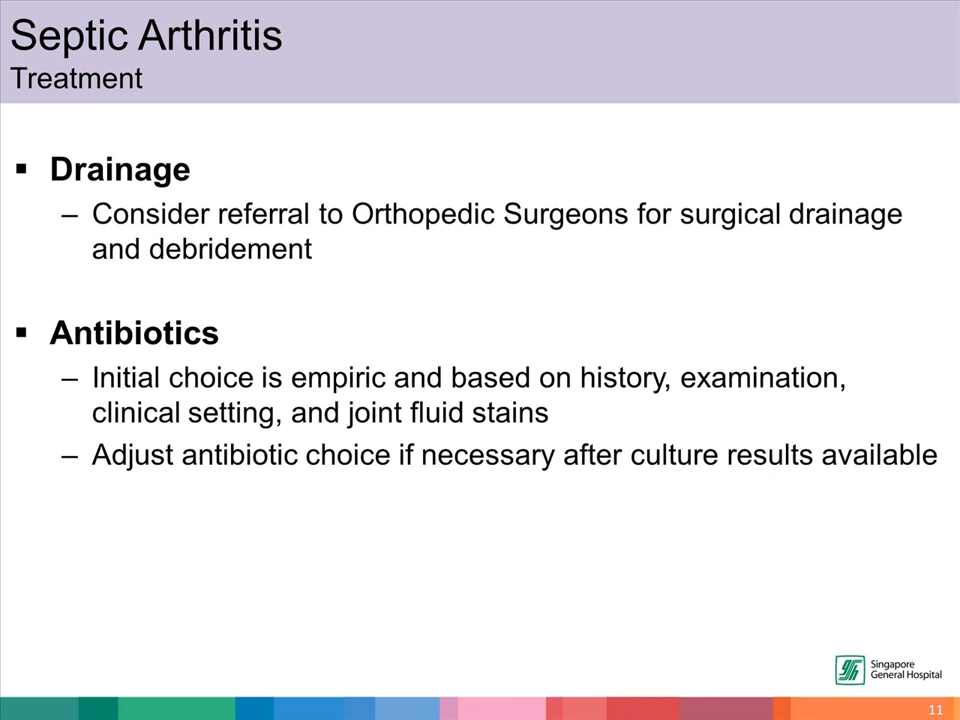 Septic Arthritis
Treatment
▪ Drainage
– Consider referral to Orthopedic Surgeons for surgical drainage
and debridement
▪ Antibiotics
– Initial choice is empiric and based on history, examination,
clinical setting, and joint fluid stains
– Adjust antibiotic choice if necessary after culture results available
Singapore
General Hospital
11